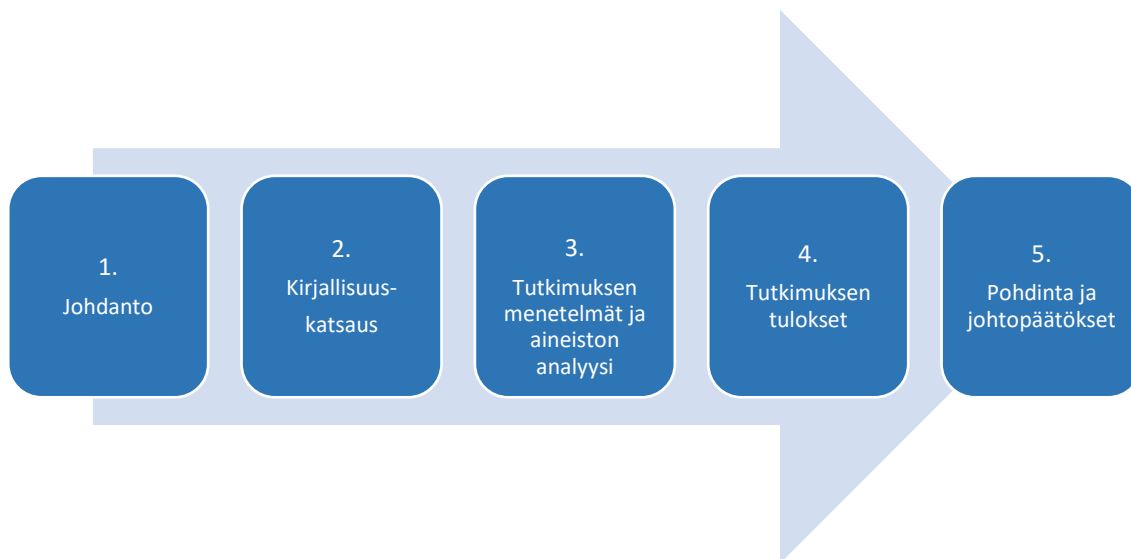 1.
Johdanto
2.
Kirjallisuus-
katsaus
3.
Tutkimuksen
menetelmät ja
aineiston
analyysi
4.
Tutkimuksen
tulokset
5.
Pohdinta ja
johtopäätökset